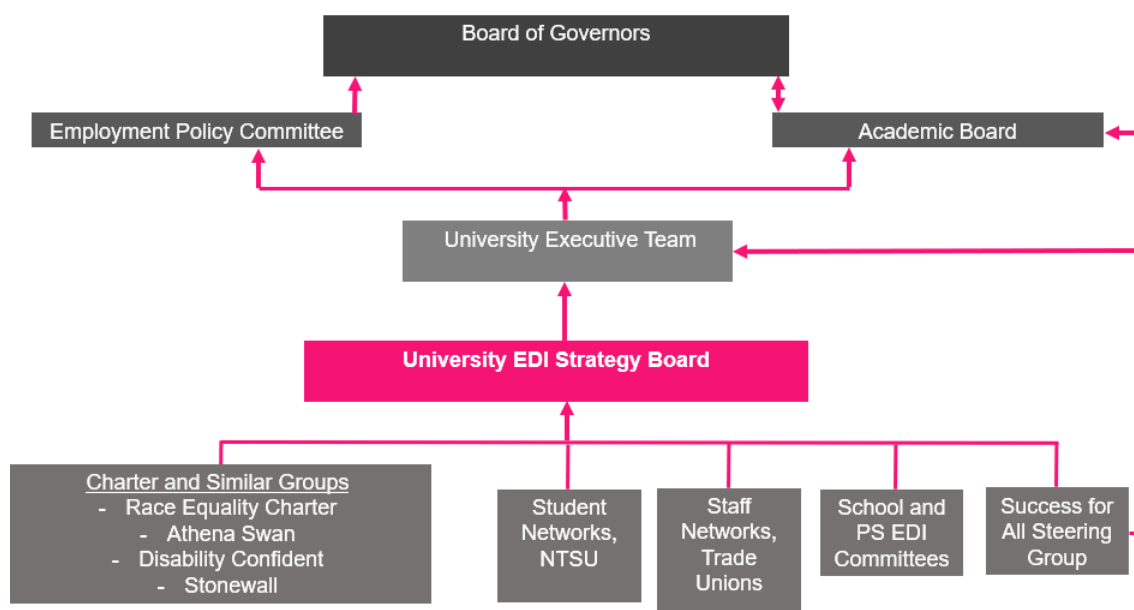 Board of Governors
Employment Policy Committee
Academic Board
University Executive Team
University EDI Strategy Board
Charter and Similar Groups
- Race Equality Charter
- Athena Swan
- Disability Confident
- Stonewall
Student
Networks,
NTSU
Staff
Networks,
Trade
Unions
School and
PS EDI
Committees
Success for
All Steering
Group